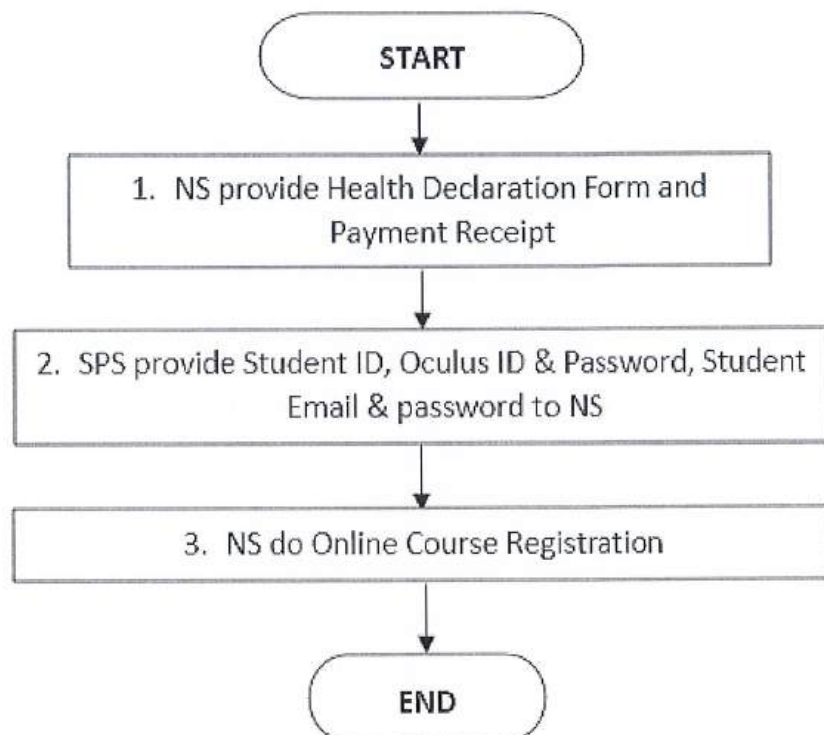 START
1. NS provide Health Declaration Form and
Payment Receipt
2. SPS provide Student ID, Oculus ID & Password, Student
Email & password to NS
3. NS do Online Course Registration
END